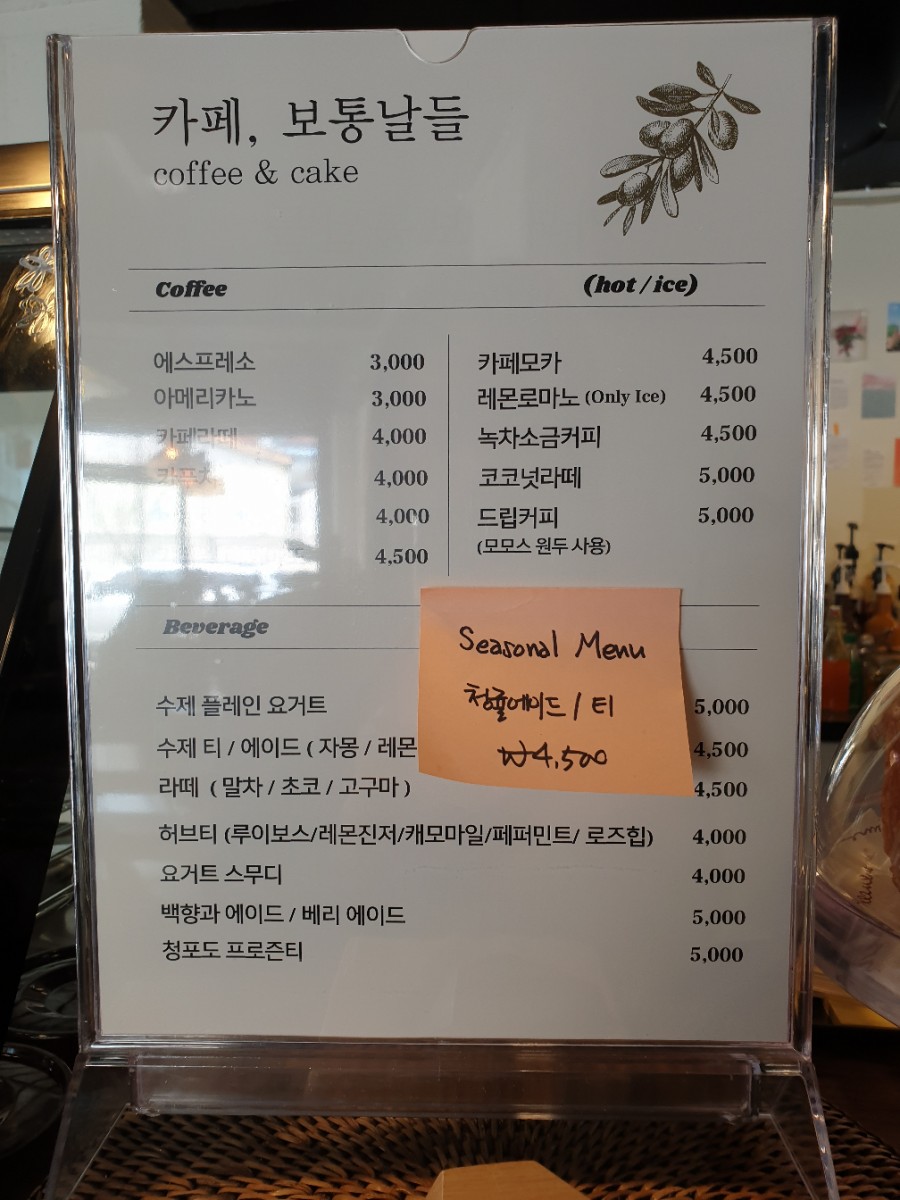 카페, 보통날들
coffee & cake
Coffee (hot / ice)
에스프레소 3,000
아메리카노 3,000
카페라떼 4,000
4,000
4,000
4,500
카페모카 4,500
레몬로마노 (Only Ice) 4,500
녹차소금커피 4,500
코코넛라떼 5,000
드립커피 5,000
(모모스 원두 사용)
Beverage
Seasonal Menu
청귤에이드 / 티
₩4,500
수제 플레인 요거트 5,000
수제 티 / 에이드 ( 자몽 / 레몬 4,500
라떼 ( 말차 / 초코 / 고구마 ) 4,500
허브티 (루이보스/레몬진저/캐모마일/페퍼민트/ 로즈힙) 4,000
요거트 스무디 4,000
백향과 에이드 / 베리 에이드 5,000
청포도 프로즌티 5,000